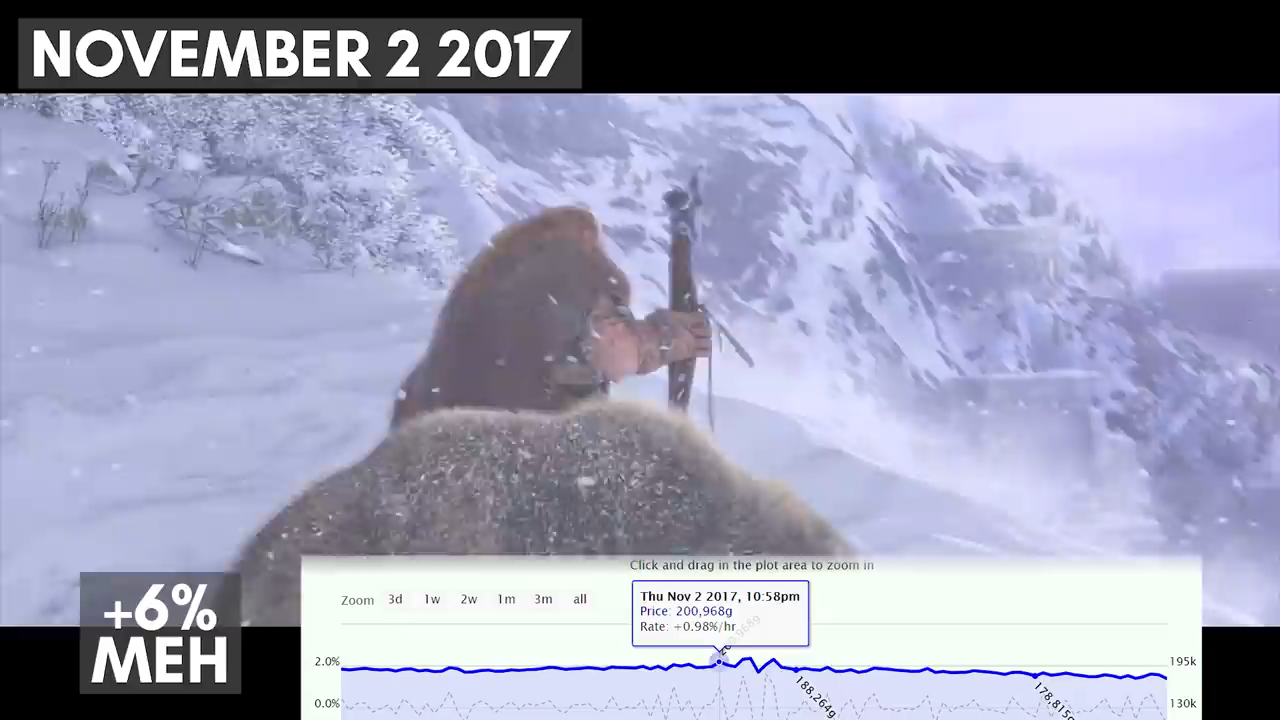 NOVEMBER 2 2017
+6%
MEH
Click and drag in the plot area to zoom in
Zoom 3d 1w 2w 1m 3m all
Thu Nov 2 2017, 10:58pm
Price: 200,968g
Rate: +0.98%/hr
2.0%
195k
188,264g
178,815g
0.0%
130k